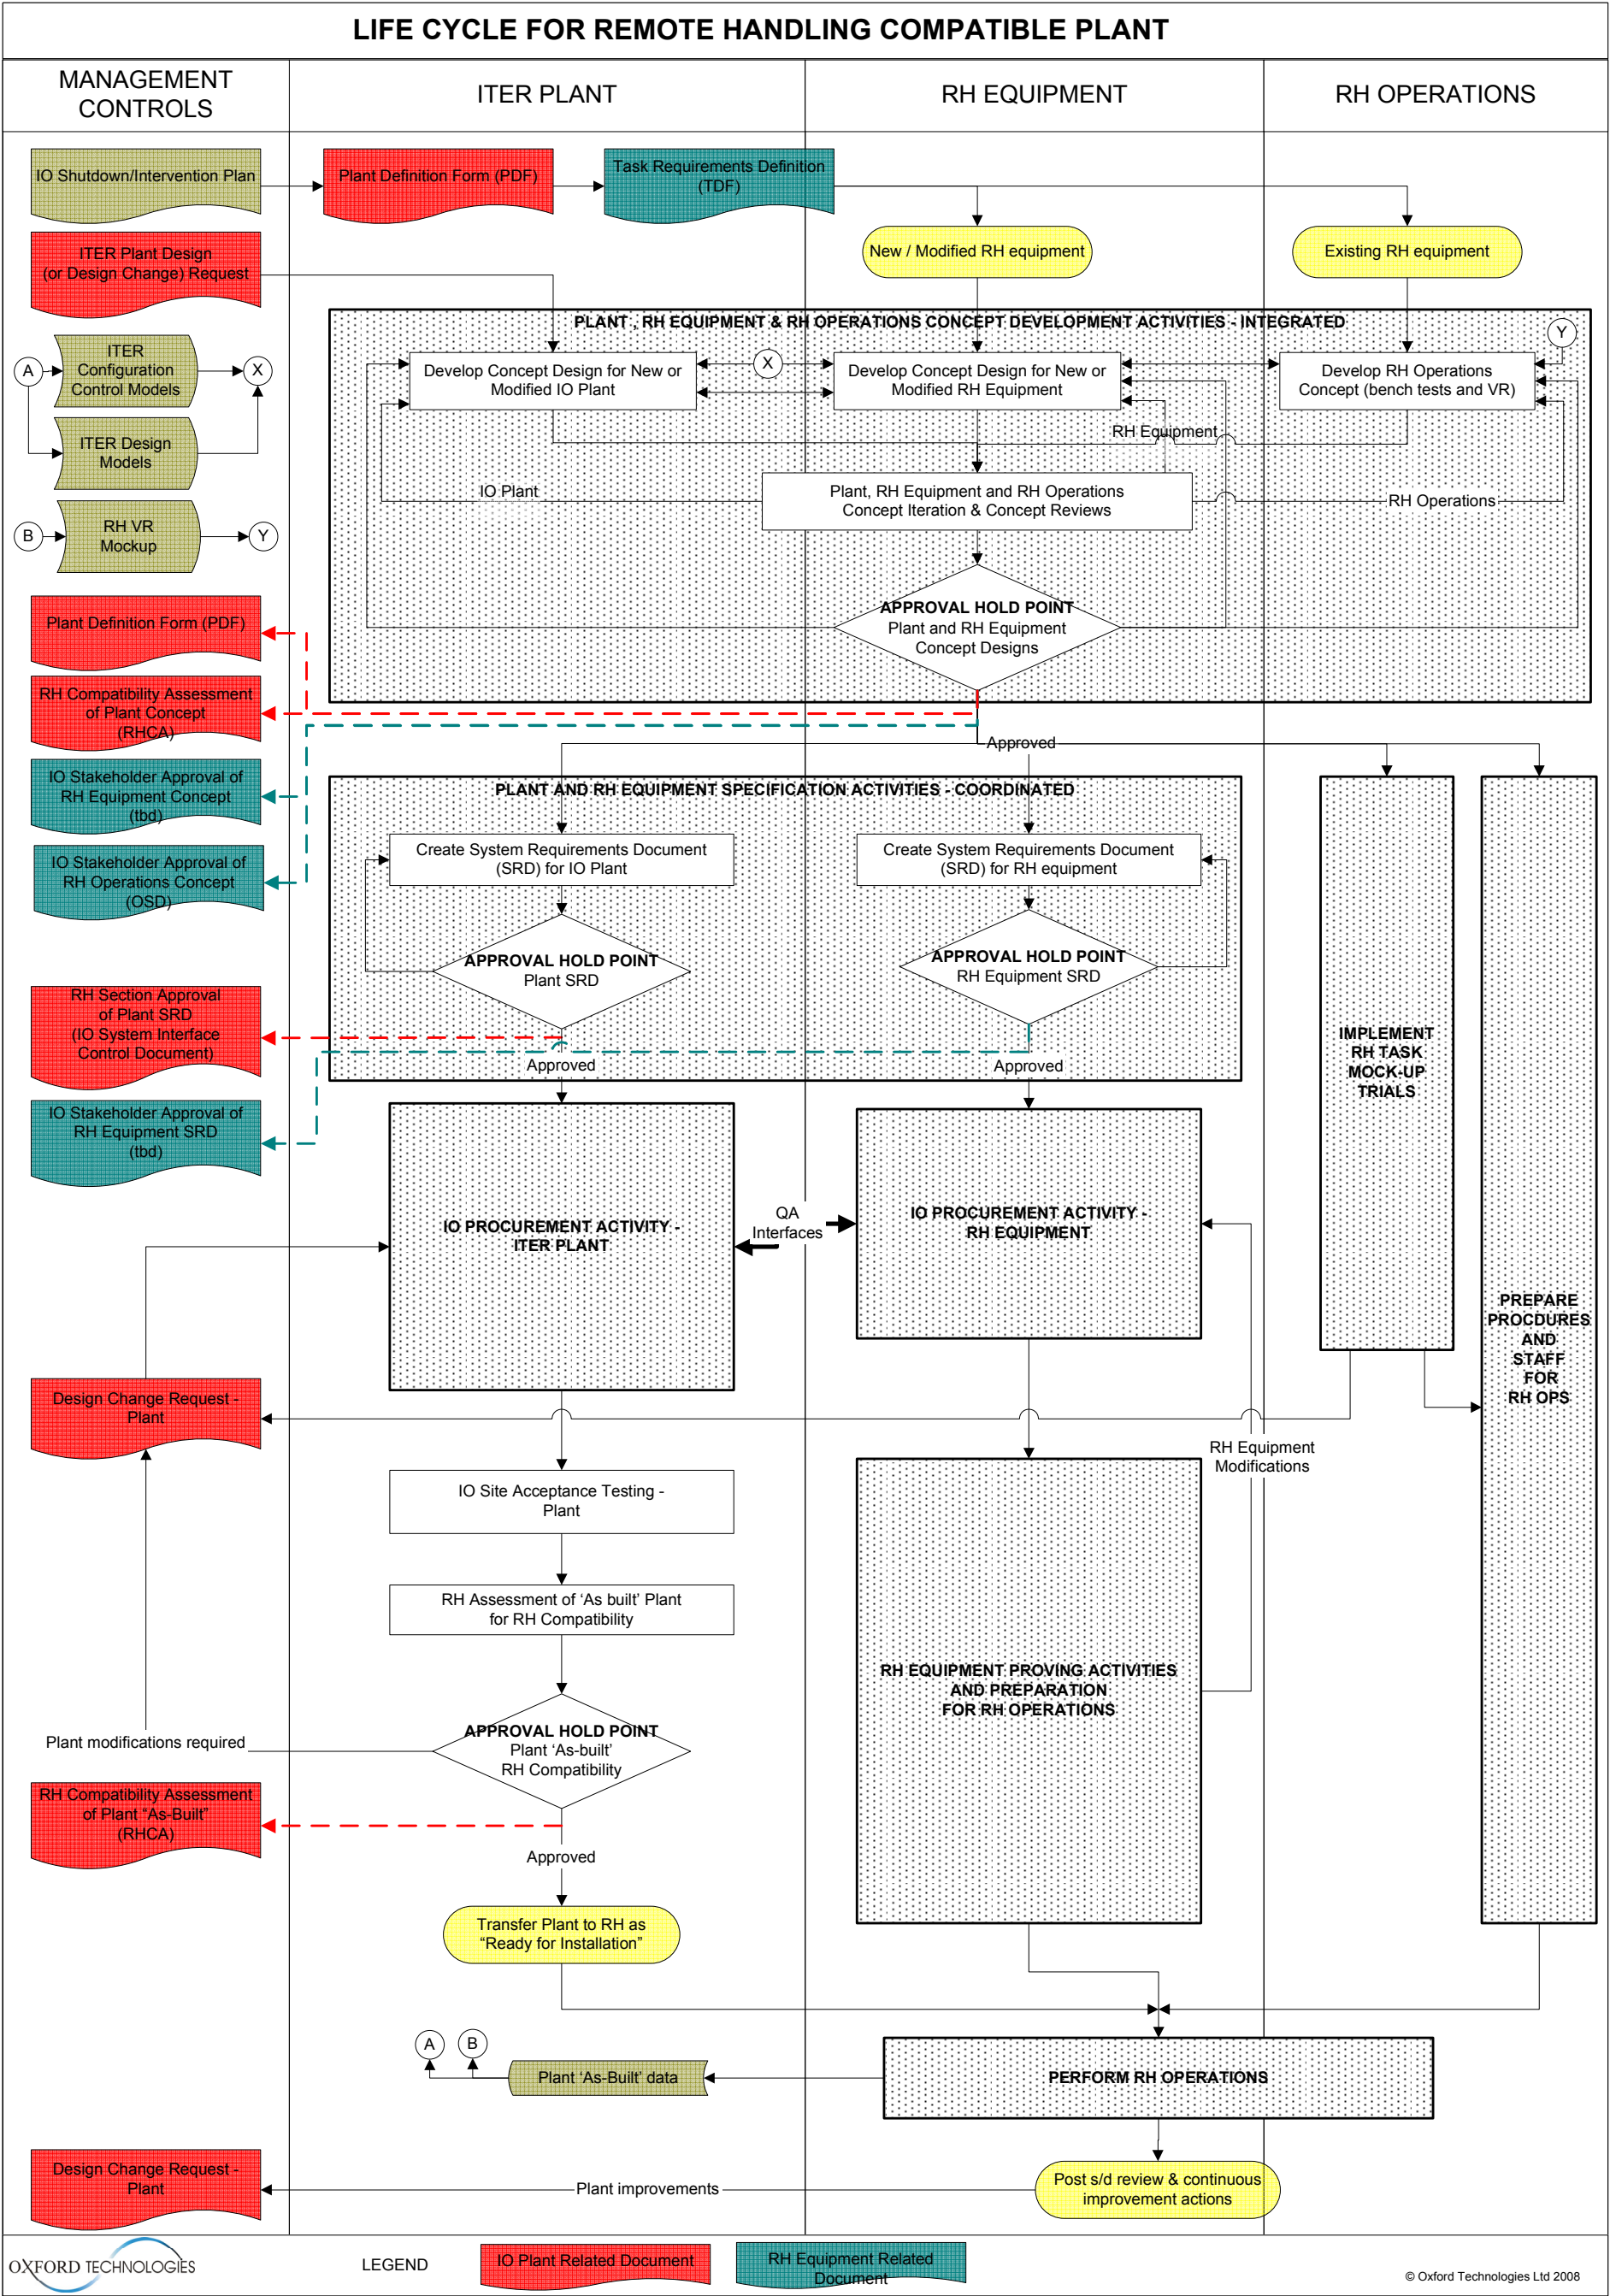 LIFE CYCLE FOR REMOTE HANDLING COMPATIBLE PLANT
MANAGEMENT
CONTROLS
ITER PLANT
RH EQUIPMENT
RH OPERATIONS
IO Shutdown/Intervention Plan
Plant Definition Form (PDF)
Task Requirements Definition
(TDF)
ITER Plant Design
(or Design Change) Request
New / Modified RH equipment
Existing RH equipment
PLANT , RH EQUIPMENT & RH OPERATIONS CONCEPT DEVELOPMENT ACTIVITIES - INTEGRATED
A
ITER
Configuration
Control Models
X
Develop Concept Design for New or
Modified IO Plant
X
Develop Concept Design for New or
Modified RH Equipment
Y
Develop RH Operations
Concept (bench tests and VR)
ITER Design
Models
RH Equipment
IO Plant
Plant, RH Equipment and RH Operations
Concept Iteration & Concept Reviews
RH Operations
B
RH VR
Mockup
Y
APPROVAL HOLD POINT
Plant and RH Equipment
Concept Designs
Plant Definition Form (PDF)
RH Compatibility Assessment
of Plant Concept
(RHCA)
Approved
IO Stakeholder Approval of
RH Equipment Concept
(tbd)
PLANT AND RH EQUIPMENT SPECIFICATION ACTIVITIES - COORDINATED
Create System Requirements Document
(SRD) for IO Plant
Create System Requirements Document
(SRD) for RH equipment
IO Stakeholder Approval of
RH Operations Concept
(OSD)
APPROVAL HOLD POINT
Plant SRD
APPROVAL HOLD POINT
RH Equipment SRD
RH Section Approval
of Plant SRD
(IO System Interface
Control Document)
Approved
Approved
IMPLEMENT
RH TASK
MOCK-UP
TRIALS
IO Stakeholder Approval of
RH Equipment SRD
(tbd)
IO PROCUREMENT ACTIVITY -
ITER PLANT
QA
Interfaces
IO PROCUREMENT ACTIVITY -
RH EQUIPMENT
PREPARE
PROCDURES
AND
STAFF
FOR
RH OPS
Design Change Request -
Plant
RH Equipment
Modifications
IO Site Acceptance Testing -
Plant
RH Assessment of ‘As built’ Plant
for RH Compatibility
RH EQUIPMENT PROVING ACTIVITIES
AND PREPARATION
FOR RH OPERATIONS
Plant modifications required
APPROVAL HOLD POINT
Plant ‘As-built’
RH Compatibility
RH Compatibility Assessment
of Plant “As-Built”
(RHCA)
Approved
Transfer Plant to RH as
“Ready for Installation”
A
B
Plant ‘As-Built’ data
PERFORM RH OPERATIONS
Design Change Request -
Plant
Plant improvements
Post s/d review & continuous
improvement actions
OXFORD TECHNOLOGIES
LEGEND
IO Plant Related Document
RH Equipment Related
Document
© Oxford Technologies Ltd 2008